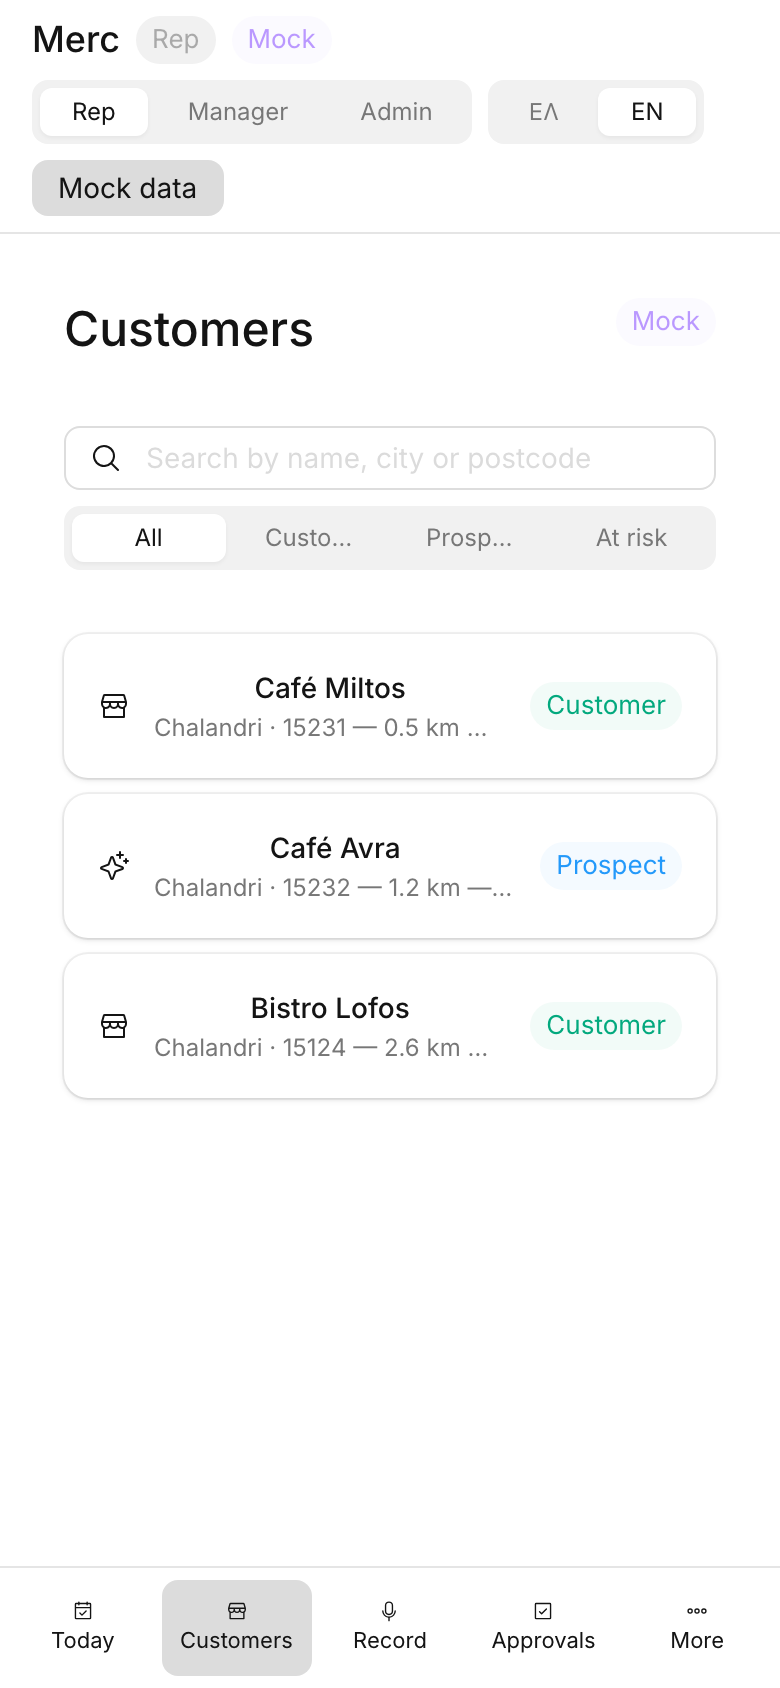 Merc Rep Mock
Rep Manager Admin ΕΛ EN
Mock data
Customers Mock
Search by name, city or postcode
All Custo... Prosp... At risk
Café Miltos
Chalandri · 15231 — 0.5 km ...
Customer
Café Avra
Chalandri · 15232 — 1.2 km —...
Prospect
Bistro Lofos
Chalandri · 15124 — 2.6 km ...
Customer
Today Customers Record Approvals More